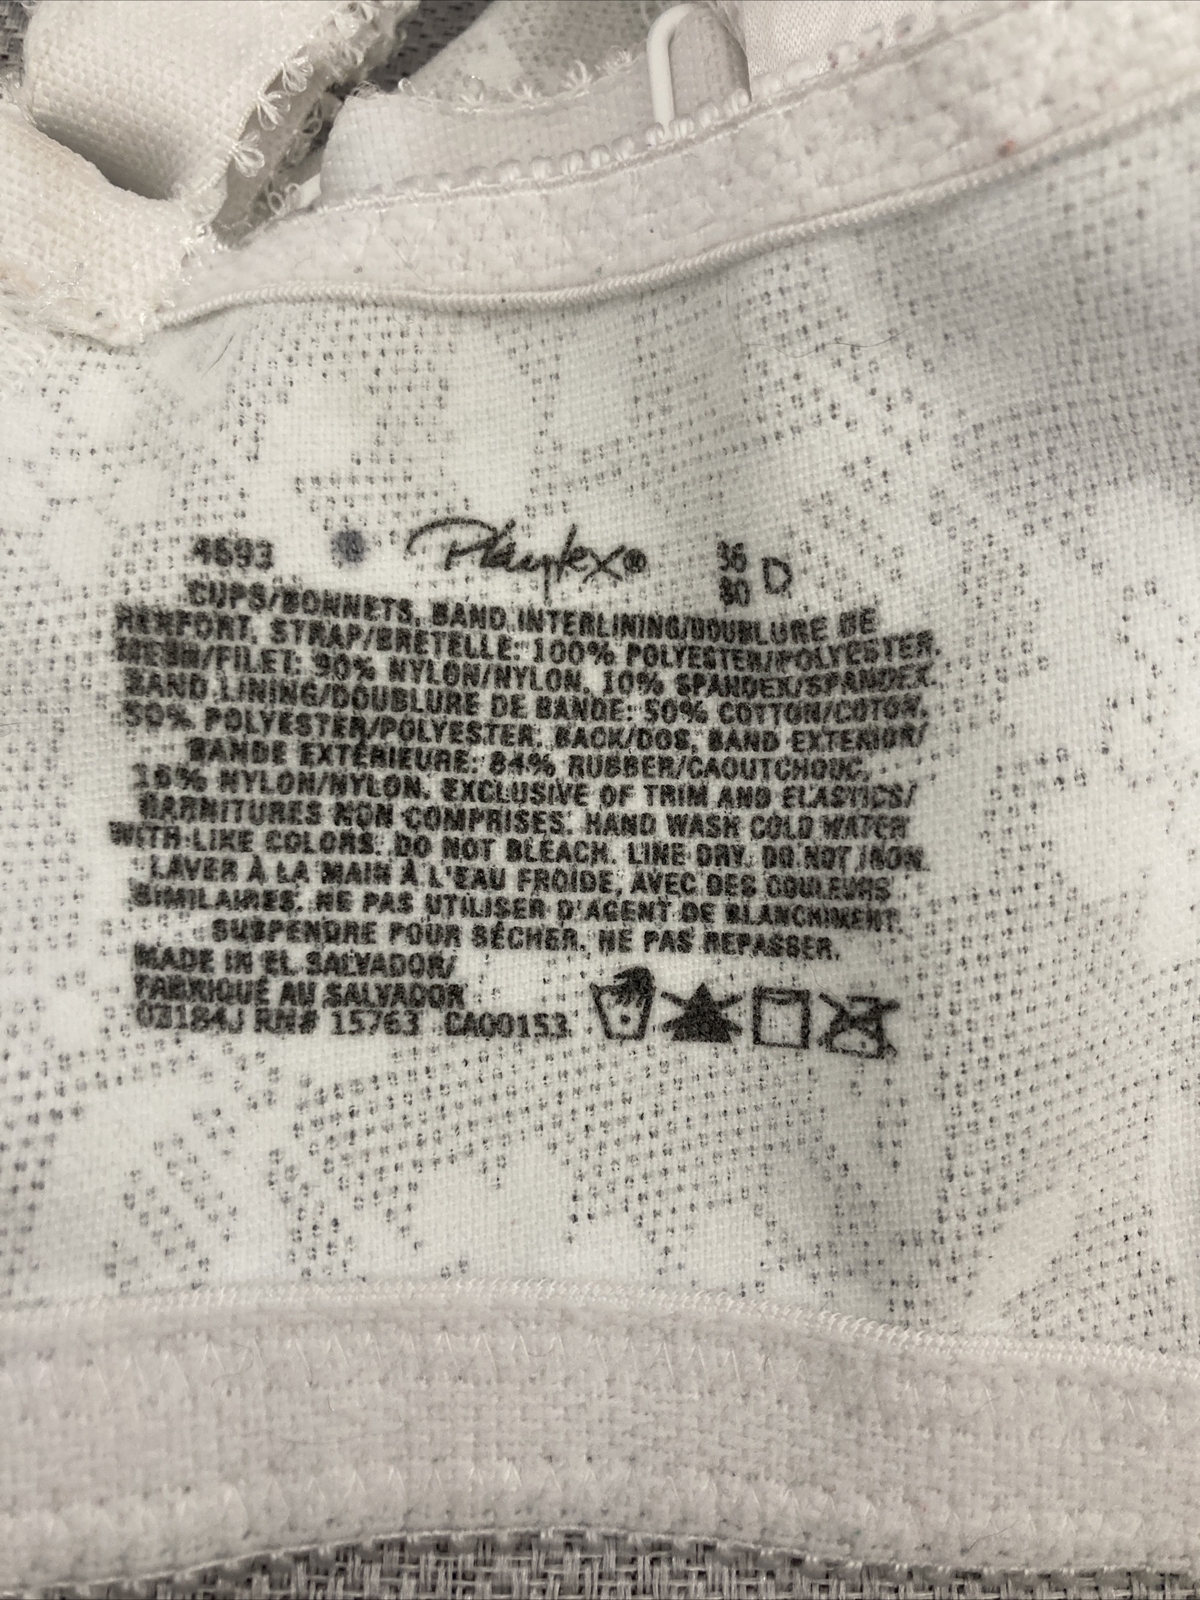 4693 Playtex® 36 D
80
CUPS/BONNETS, BAND INTERLINING/DOUBLURE DE
RENFORT, STRAP/BRETELLE: 100% POLYESTER/POLYESTER.
MESH/FILET: 90% NYLON/NYLON, 10% SPANDEX/SPANDEX.
BAND LINING/DOUBLURE DE BANDE: 50% COTTON/COTON,
50% POLYESTER/POLYESTER. BACK/DOS, BAND EXTERIOR/
BANDE EXTÉRIEURE: 84% RUBBER/CAOUTCHOUC,
16% NYLON/NYLON. EXCLUSIVE OF TRIM AND ELASTICS/
GARNITURES NON COMPRISES. HAND WASH COLD WATER
WITH LIKE COLORS. DO NOT BLEACH. LINE DRY. DO NOT IRON.
LAVER À LA MAIN À L'EAU FROIDE, AVEC DES COULEURS
SIMILAIRES. NE PAS UTILISER D'AGENT DE BLANCHIMENT.
SUSPENDRE POUR SÉCHER. NE PAS REPASSER.
MADE IN EL SALVADOR/
FABRIQUÉ AU SALVADOR
03184J RN# 15763 CA00153